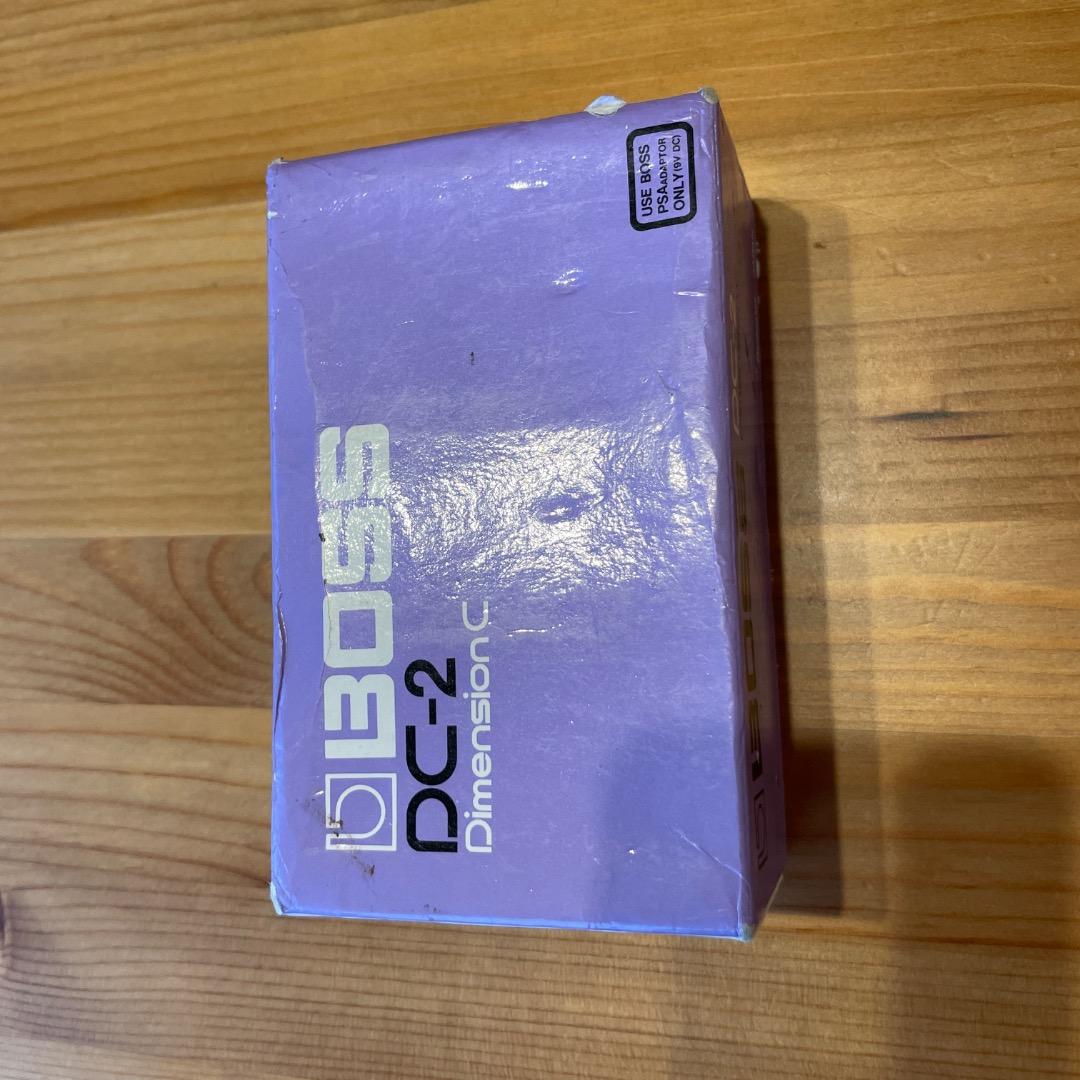 BOSS
DC-2
Dimension C
USE BOSS
PSA ADAPTOR
ONLY (9V DC)
BOSS